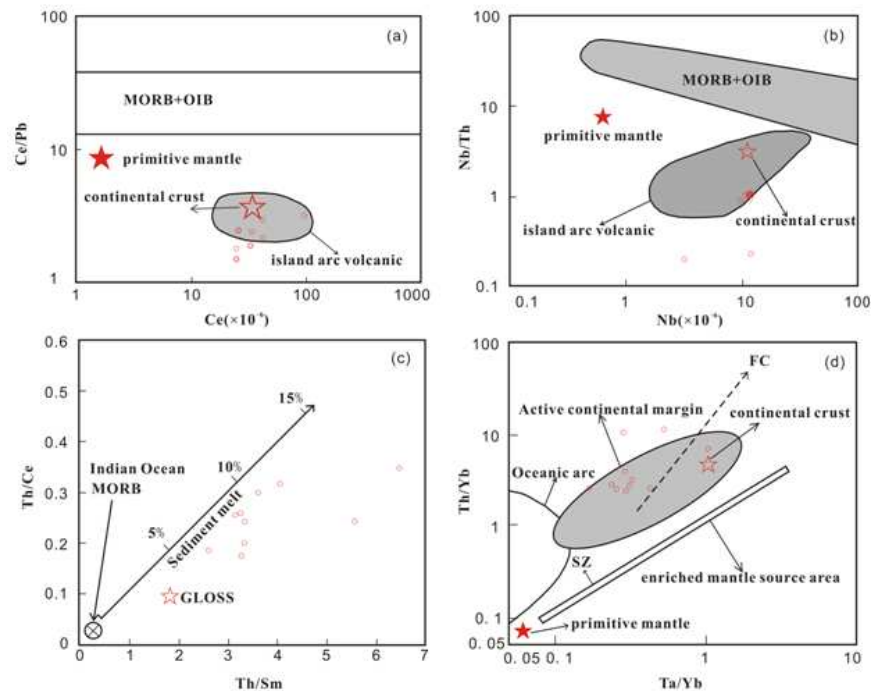 (a)
100
10
1
Ce/Pb
MORB+OIB
primitive mantle
continental crust
island arc volcanic
1
10
100
1000
Ce(×10⁻⁶)
(b)
100
10
1
0.1
Nb/Th
MORB+OIB
primitive mantle
island arc volcanic
continental crust
1
10
100
Nb(×10⁻⁶)
(c)
0.6
0.5
0.4
0.3
0.2
0.1
0
Th/Ce
15%
10%
5%
Sediment melt
Indian Ocean
MORB
GLOSS
0
1
2
3
4
5
6
7
Th/Sm
(d)
100
10
1
0.1
0.05
Th/Yb
FC
Active continental margin
continental crust
Oceanic arc
SZ
enriched mantle source area
primitive mantle
0.05
0.1
1
10
Ta/Yb